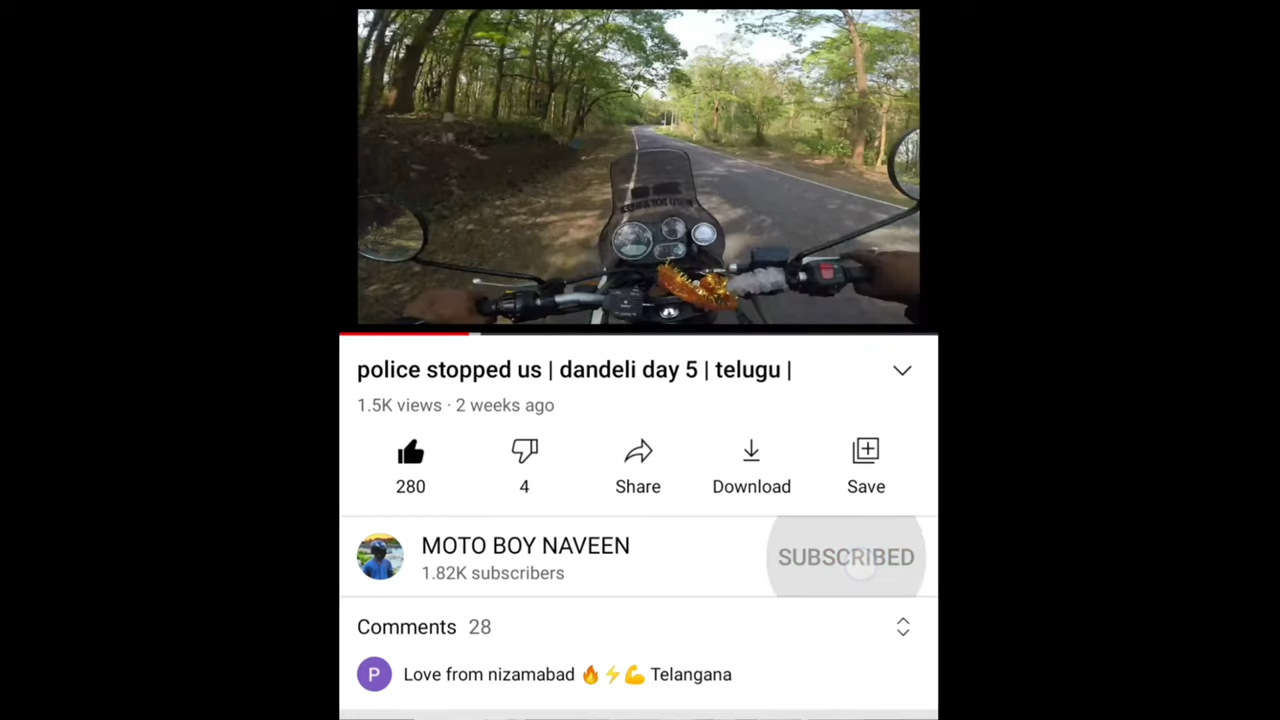 police stopped us | dandeli day 5 | telugu |
1.5K views · 2 weeks ago
280
4
Share
Download
Save
MOTO BOY NAVEEN
1.82K subscribers
SUBSCRIBED
Comments 28
P
Love from nizamabad 🔥⚡💪 Telangana